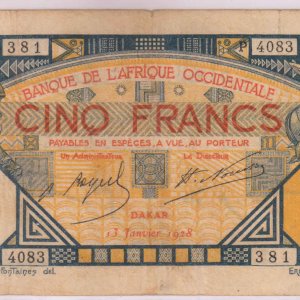 381 P 4083
BANQUE DE L'AFRIQUE OCCIDENTALE
CINQ FRANCS
PAYABLES EN ESPÈCES, A VUE, AU PORTEUR
Un Administrateur Le Directeur
DAKAR
13 Janvier 1928
4083 381
del.